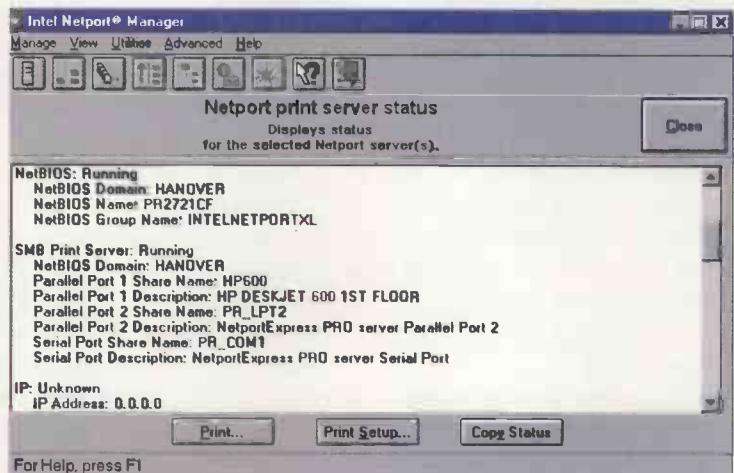 Intel Netport® Manager
Manage View Utilities Advanced Help
Netport print server status
Displays status
for the selected Netport server(s).
Close
NetBIOS: Running
NetBIOS Domain: HANOVER
NetBIOS Name: PR2721CF
NetBIOS Group Name: INTELNETPORTXL
SMB Print Server: Running
NetBIOS Domain: HANOVER
Parallel Port 1 Share Name: HP600
Parallel Port 1 Description: HP DESKJET 600 1ST FLOOR
Parallel Port 2 Share Name: PR_LPT2
Parallel Port 2 Description: NetportExpress PRO server Parallel Port 2
Serial Port Share Name: PR_COM1
Serial Port Description: NetportExpress PRO server Serial Port
IP: Unknown
IP Address: 0.0.0.0
Print... Print Setup... Copy Status
For Help, press F1